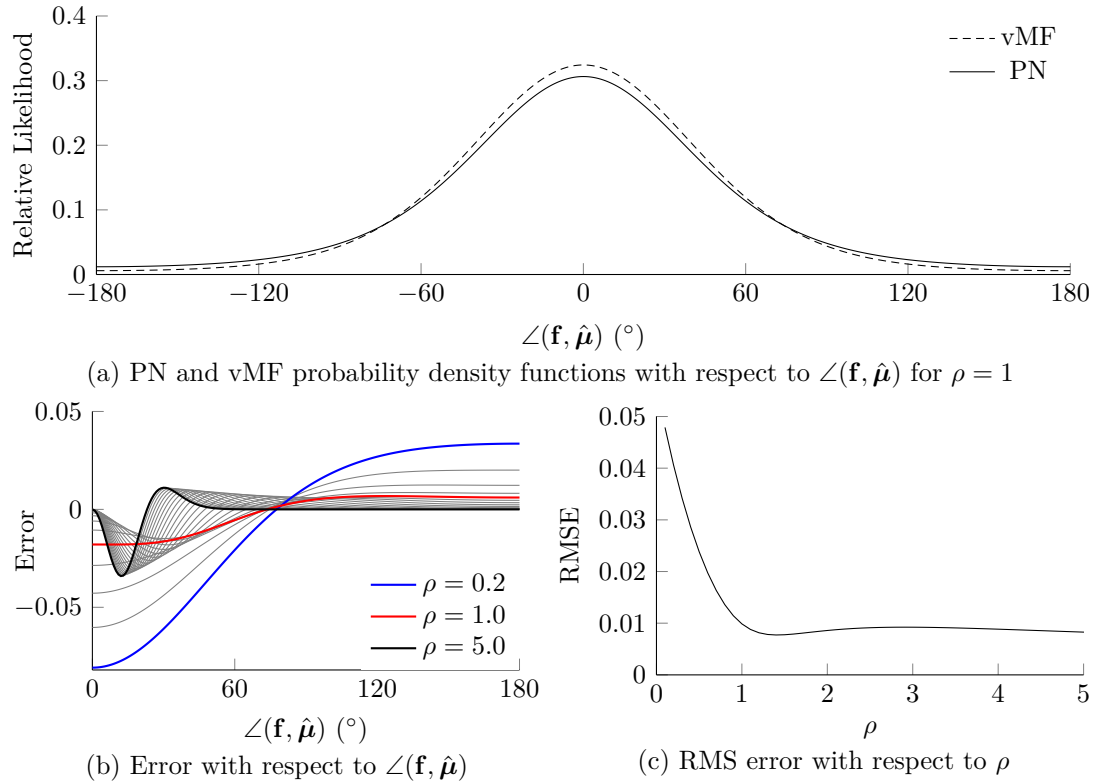 0.4
0.3
0.2
0.1
0
Relative Likelihood
vMF
PN
−180 −120 −60 0 60 120 180
∠(f, μ̂) (°)
(a) PN and vMF probability density functions with respect to ∠(f, μ̂) for ρ = 1
0.05
0
−0.05
Error
ρ = 0.2
ρ = 1.0
ρ = 5.0
0 60 120 180
∠(f, μ̂) (°)
(b) Error with respect to ∠(f, μ̂)
0.05
0.04
0.03
0.02
0.01
0
RMSE
0 1 2 3 4 5
ρ
(c) RMS error with respect to ρ